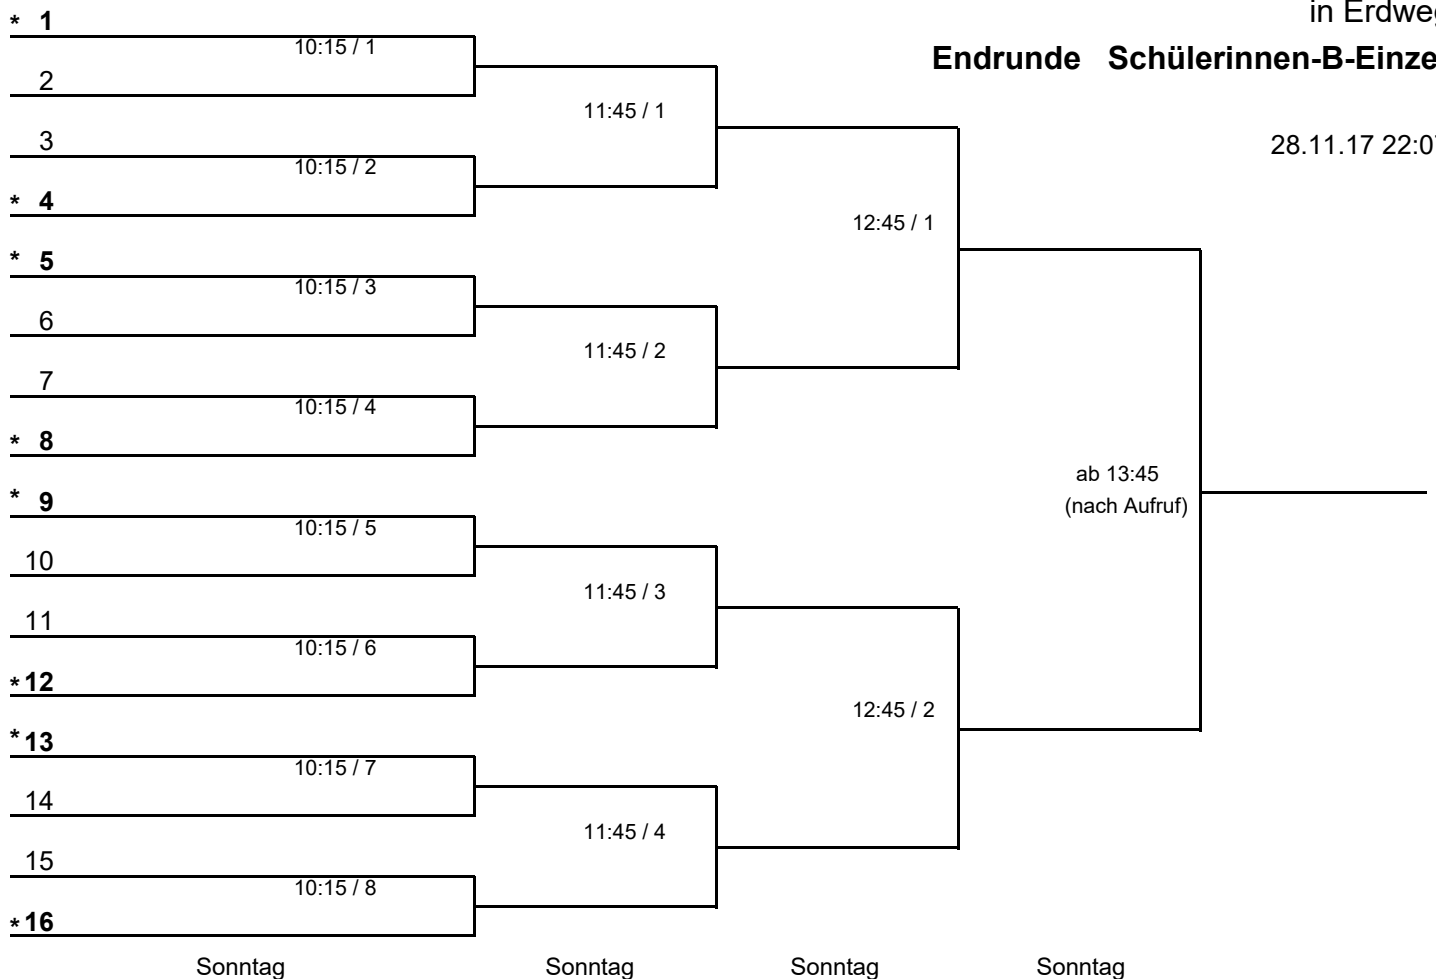 in Erdweg
Endrunde Schülerinnen-B-Einze
28.11.17 22:0
* 1
10:15 / 1
2
11:45 / 1
3
10:15 / 2
* 4
12:45 / 1
* 5
10:15 / 3
6
11:45 / 2
7
10:15 / 4
* 8
ab 13:45
(nach Aufruf)
* 9
10:15 / 5
10
11:45 / 3
11
10:15 / 6
* 12
12:45 / 2
* 13
10:15 / 7
14
11:45 / 4
15
10:15 / 8
* 16
Sonntag Sonntag Sonntag Sonntag